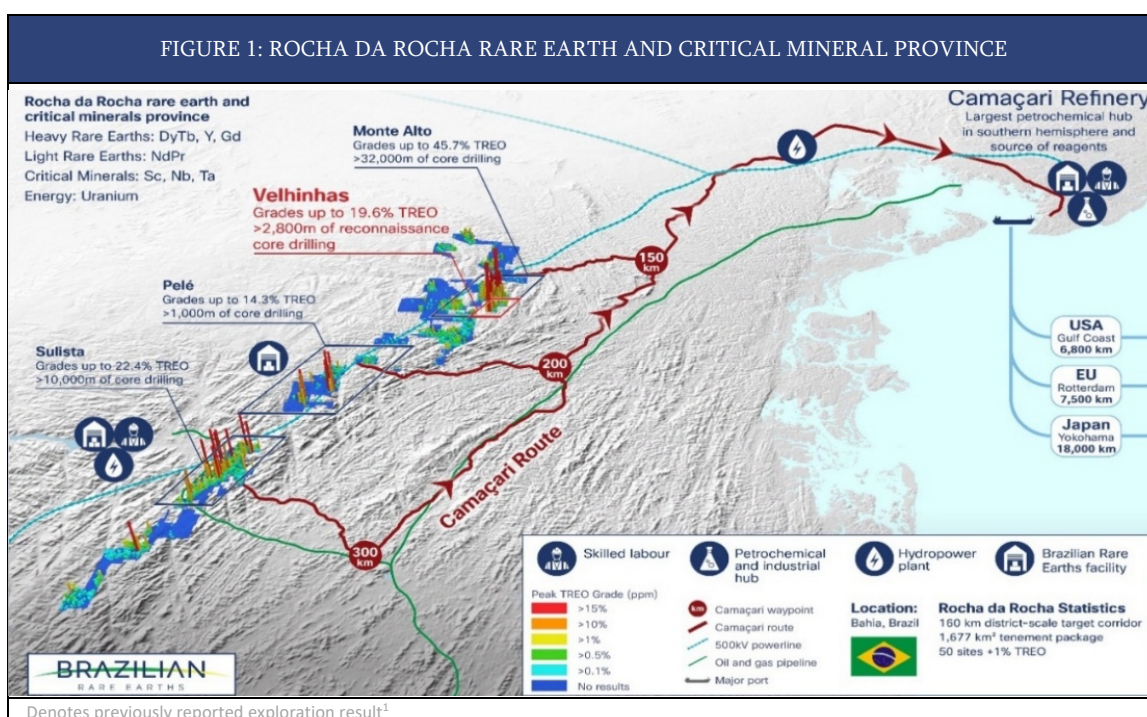 FIGURE 1: ROCHA DA ROCHA RARE EARTH AND CRITICAL MINERAL PROVINCE
Rocha da Rocha rare earth and
critical minerals province
Heavy Rare Earths: DyTb, Y, Gd
Light Rare Earths: NdPr
Critical Minerals: Sc, Nb, Ta
Energy: Uranium
Monte Alto
Grades up to 45.7% TREO
>32,000m of core drilling
Velhinhas
Grades up to 19.6% TREO
>2,800m of reconnaissance
core drilling
Pelé
Grades up to 14.3% TREO
>1,000m of core drilling
Sulista
Grades up to 22.4% TREO
>10,000m of core drilling
Camaçari Refinery
Largest petrochemical hub
in southern hemisphere and
source of reagents
150
km
200
km
300
km
Camaçari Route
USA
Gulf Coast
6,800 km
EU
Rotterdam
7,500 km
Japan
Yokohama
18,000 km
Skilled labour
Petrochemical
and industrial
hub
Hydropower
plant
Brazilian Rare
Earths facility
Peak TREO Grade (ppm)
>15%
>10%
>1%
>0.5%
>0.1%
No results
km
Camaçari waypoint
Camaçari route
500kV powerline
Oil and gas pipeline
Major port
Location:
Bahia, Brazil
Rocha da Rocha Statistics
160 km district-scale target corridor
1,677 km² tenement package
50 sites +1% TREO
BRAZILIAN
RARE EARTHS
Denotes previously reported exploration result¹